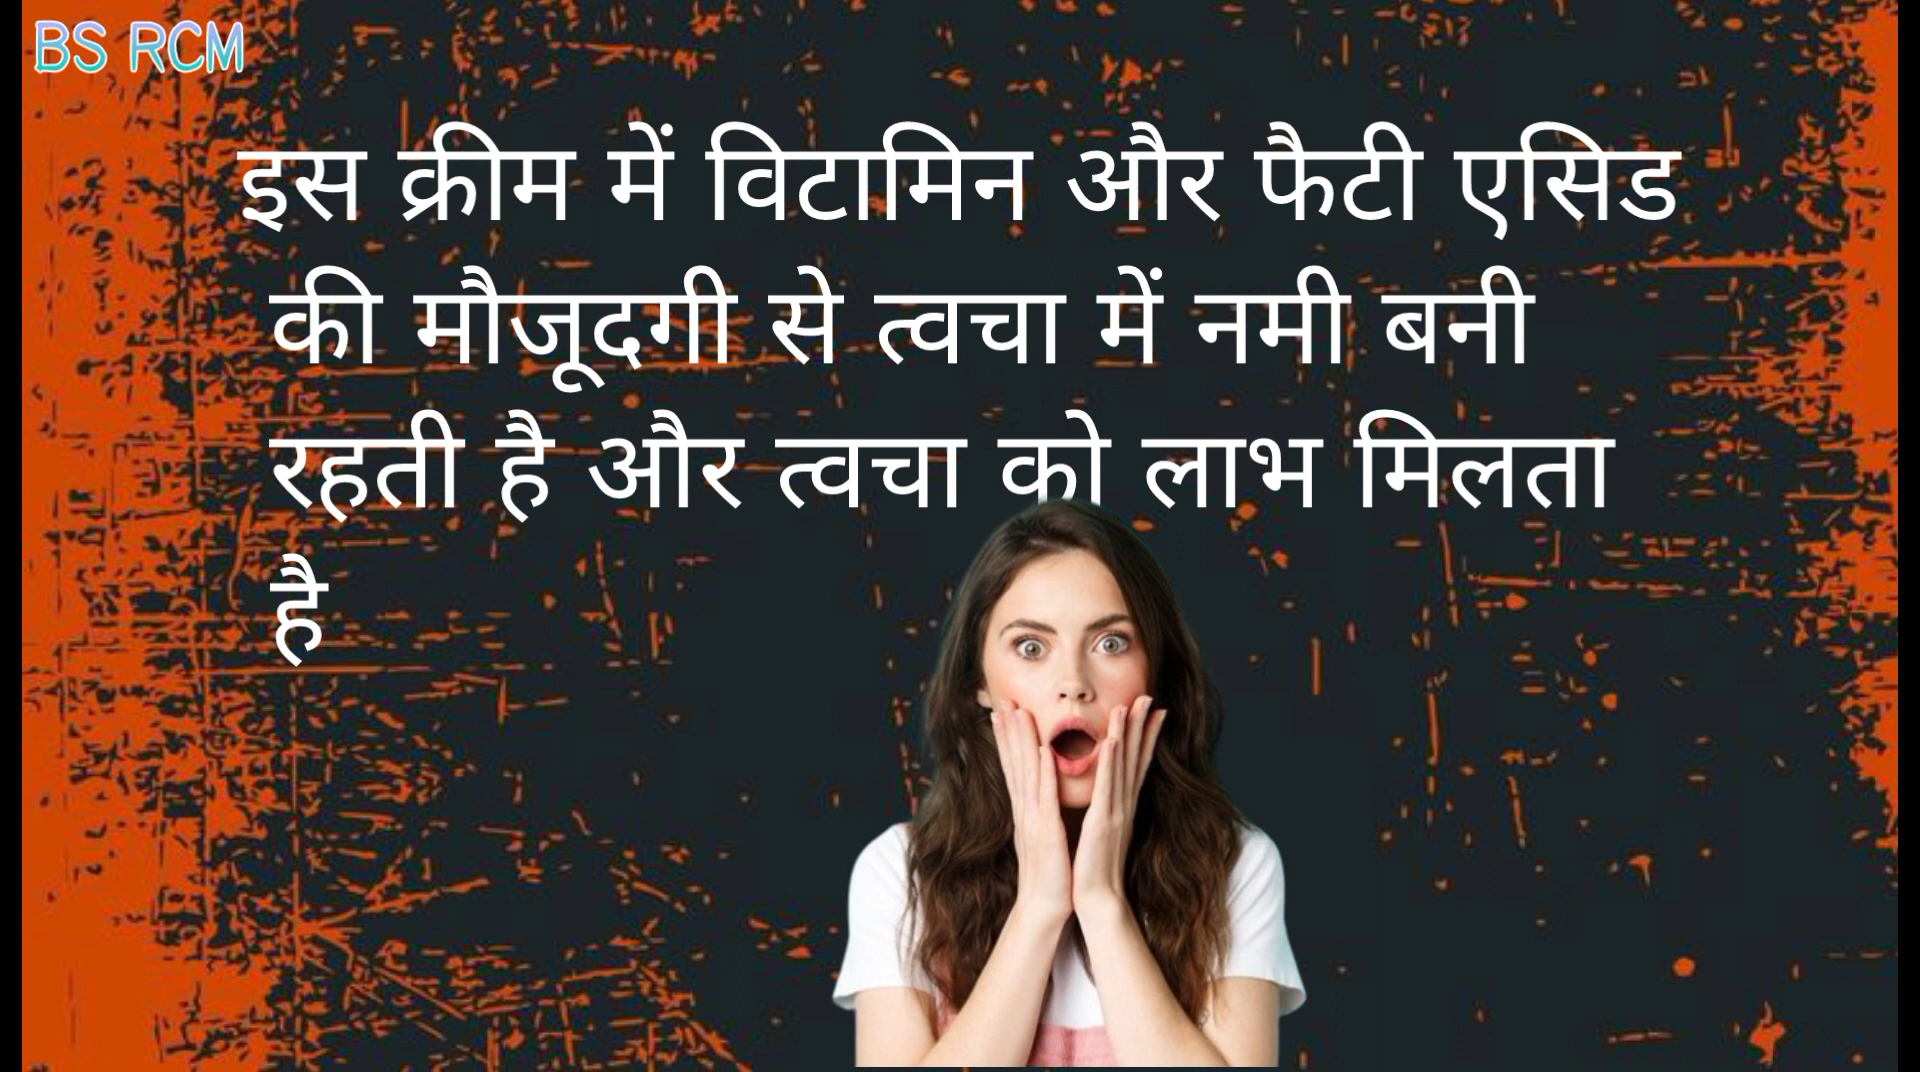 BS RCM
इस क्रीम में विटामिन और फैटी एसिड
की मौजूदगी से त्वचा में नमी बनी
रहती है और त्वचा को लाभ मिलता
है